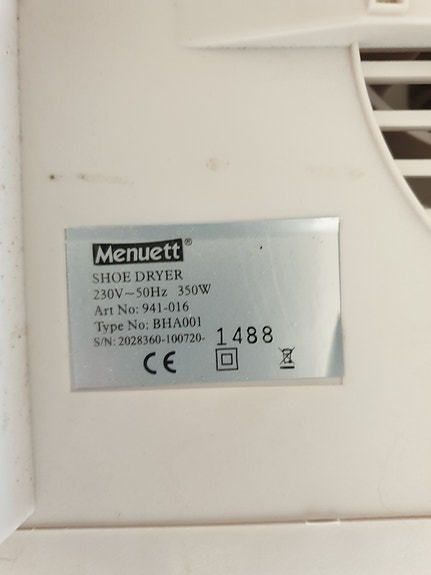 Menuett®
SHOE DRYER
230V~50Hz 350W
Art No: 941-016
Type No: BHA001
S/N: 2028360-100720- 1488
CE